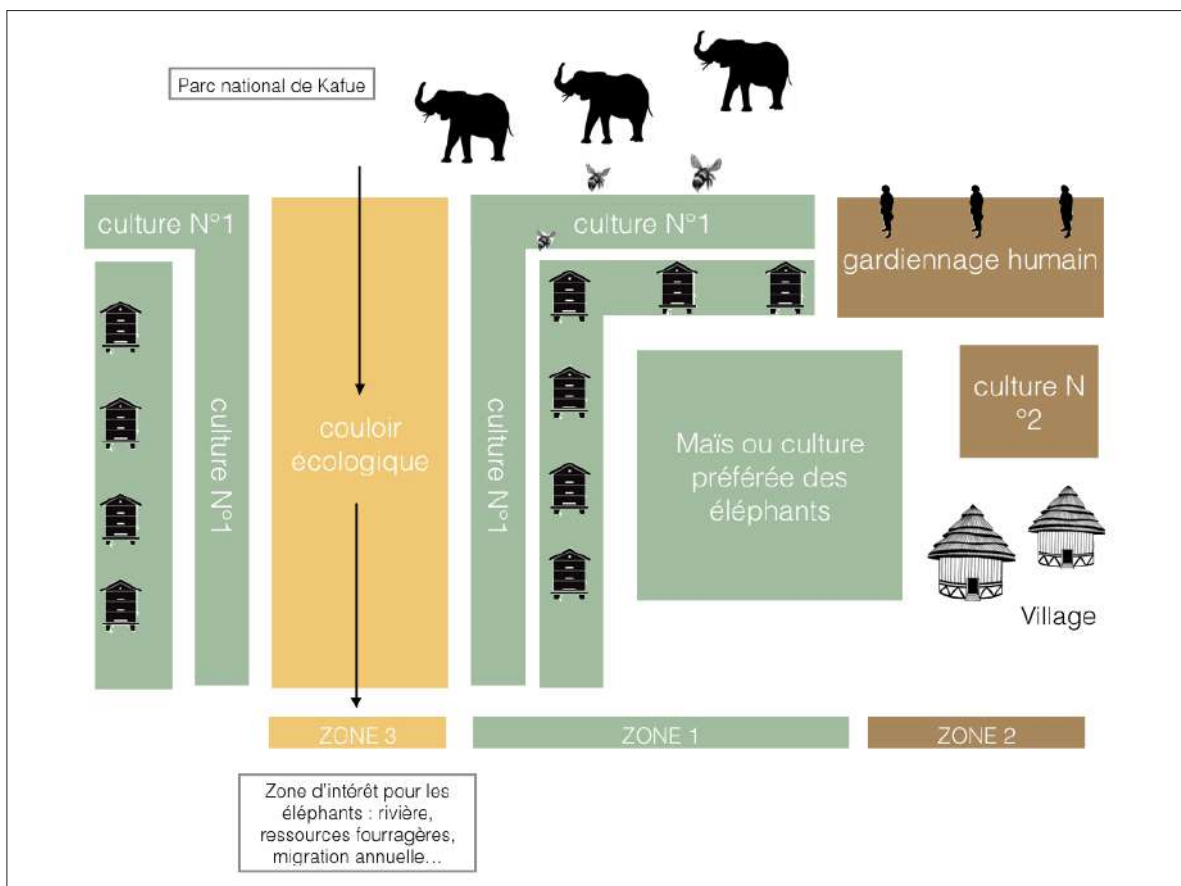 Parc national de Kafue
culture N°1
culture N°1
gardiennage humain
culture N°1
couloir
écologique
culture N°1
Maïs ou culture
préférée des
éléphants
culture N
°2
Village
ZONE 3
ZONE 1
ZONE 2
Zone d'intérêt pour les
éléphants : rivière,
ressources fourragères,
migration annuelle...